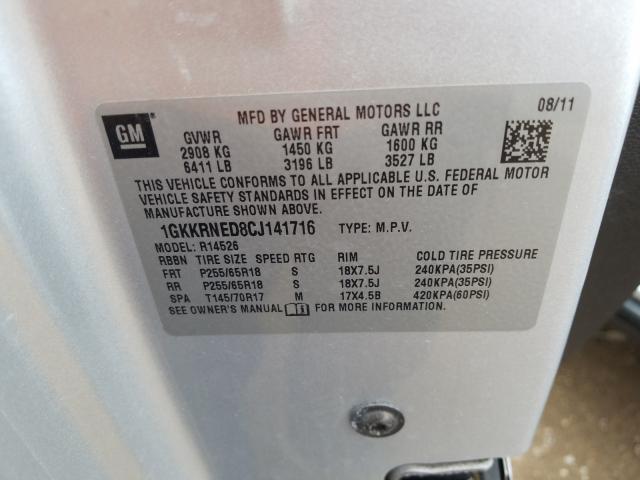 GM
MFD BY GENERAL MOTORS LLC 08/11
GVWR GAWR FRT GAWR RR
2908 KG 1450 KG 1600 KG
6411 LB 3196 LB 3527 LB
THIS VEHICLE CONFORMS TO ALL APPLICABLE U.S. FEDERAL MOTOR
VEHICLE SAFETY STANDARDS IN EFFECT ON THE DATE OF
MANUFACTURE SHOWN ABOVE.
1GKKRNED8CJ141716 TYPE: M.P.V.
MODEL: R14526
RBBN TIRE SIZE SPEED RTG RIM COLD TIRE PRESSURE
FRT P255/65R18 S 18X7.5J 240KPA(35PSI)
RR P255/65R18 S 18X7.5J 240KPA(35PSI)
SPA T145/70R17 M 17X4.5B 420KPA(60PSI)
SEE OWNER'S MANUAL FOR MORE INFORMATION.